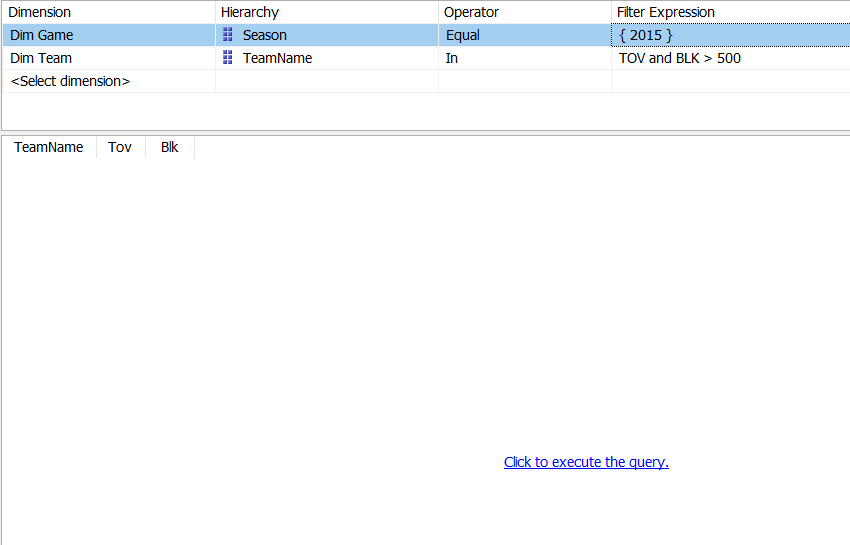 Dimension Hierarchy Operator Filter Expression
Dim Game Season Equal { 2015 }
Dim Team TeamName In TOV and BLK > 500
<Select dimension>
TeamName Tov Blk
Click to execute the query.